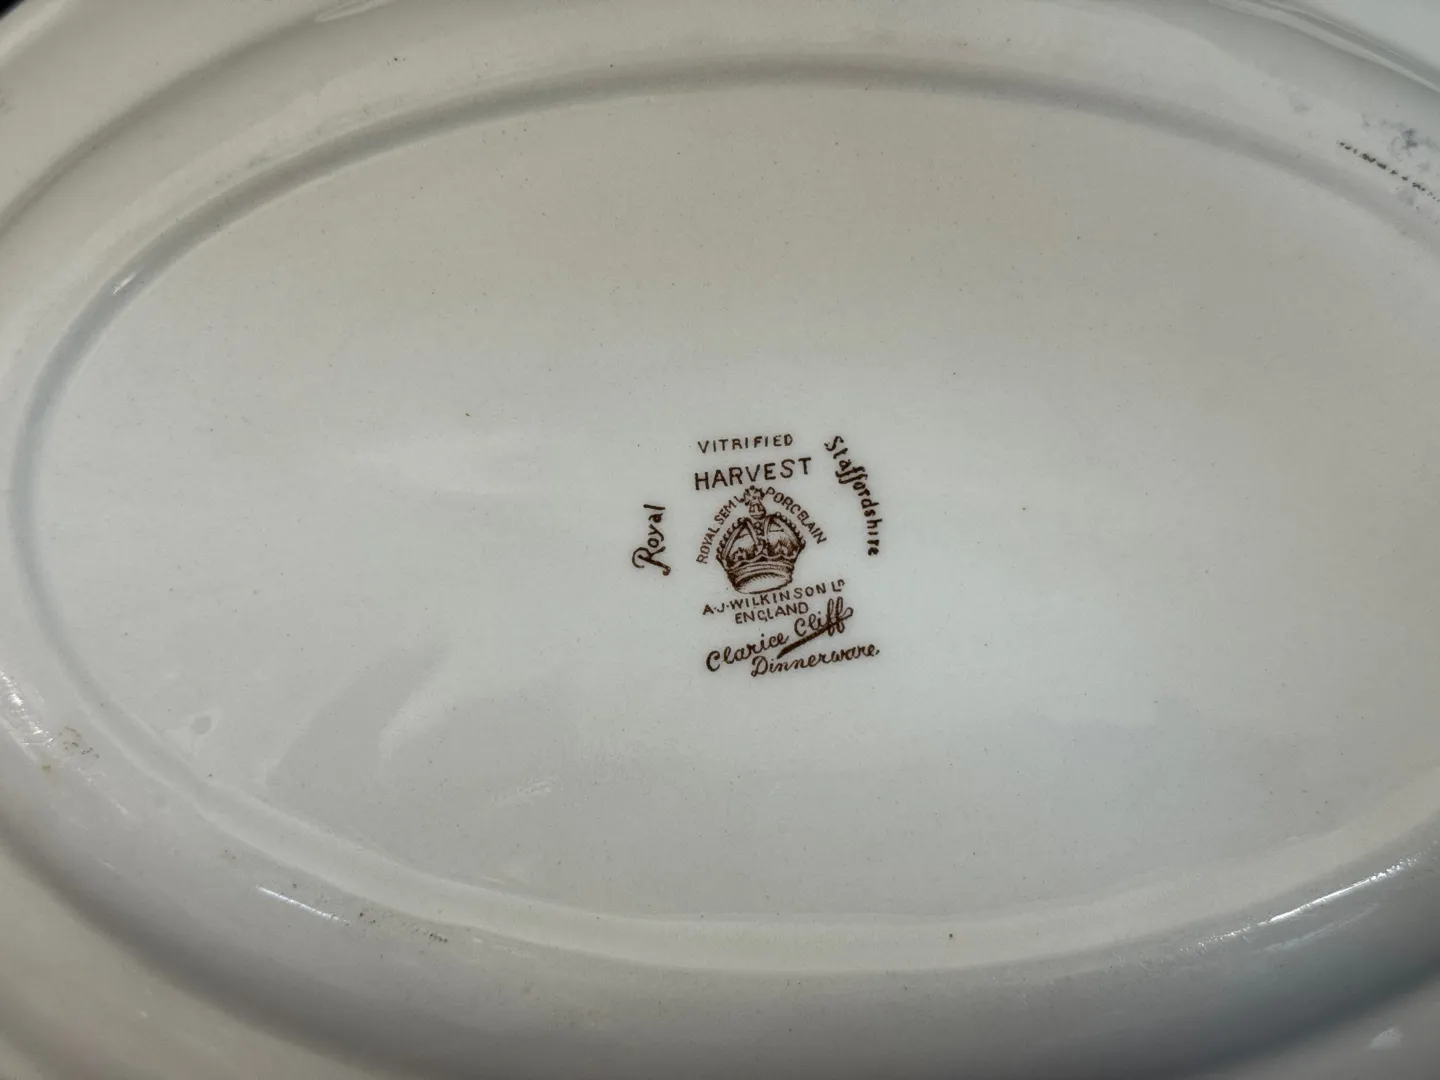 VITRIFIED
HARVEST
Royal
Staffordshire
ROYAL SEMI PORCELAIN
A.J. WILKINSON LD
ENGLAND
Clarice Cliff
Dinnerware